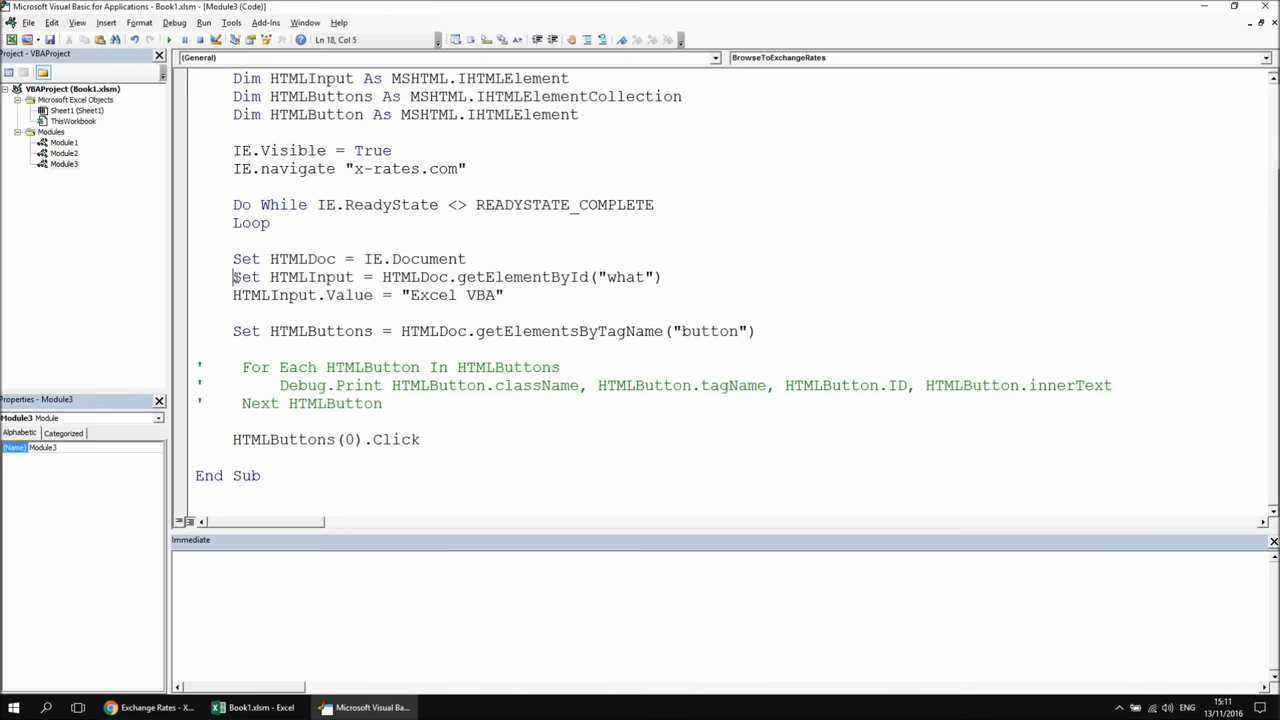 Microsoft Visual Basic for Applications - Book1.xlsm - [Module3 (Code)]
File Edit View Insert Format Debug Run Tools Add-Ins Window Help
Ln 18, Col 5
Project - VBAProject
(General)
BrowseToExchangeRates
VBAProject (Book1.xlsm)
Microsoft Excel Objects
Sheet1 (Sheet1)
ThisWorkbook
Modules
Module1
Module2
Module3
Dim HTMLInput As MSHTML.IHTMLElement
Dim HTMLButtons As MSHTML.IHTMLElementCollection
Dim HTMLButton As MSHTML.IHTMLElement
IE.Visible = True
IE.navigate "x-rates.com"
Do While IE.ReadyState <> READYSTATE_COMPLETE
Loop
Set HTMLDoc = IE.Document
Set HTMLInput = HTMLDoc.getElementById("what")
HTMLInput.Value = "Excel VBA"
Set HTMLButtons = HTMLDoc.getElementsByTagName("button")
' For Each HTMLButton In HTMLButtons
' Debug.Print HTMLButton.className, HTMLButton.tagName, HTMLButton.ID, HTMLButton.innerText
' Next HTMLButton
HTMLButtons(0).Click
End Sub
Properties - Module3
Module3 Module
Alphabetic Categorized
(Name) Module3
Immediate
Exchange Rates - X...
Book1.xlsm - Excel
Microsoft Visual Ba...
ENG
15:11
13/11/2016